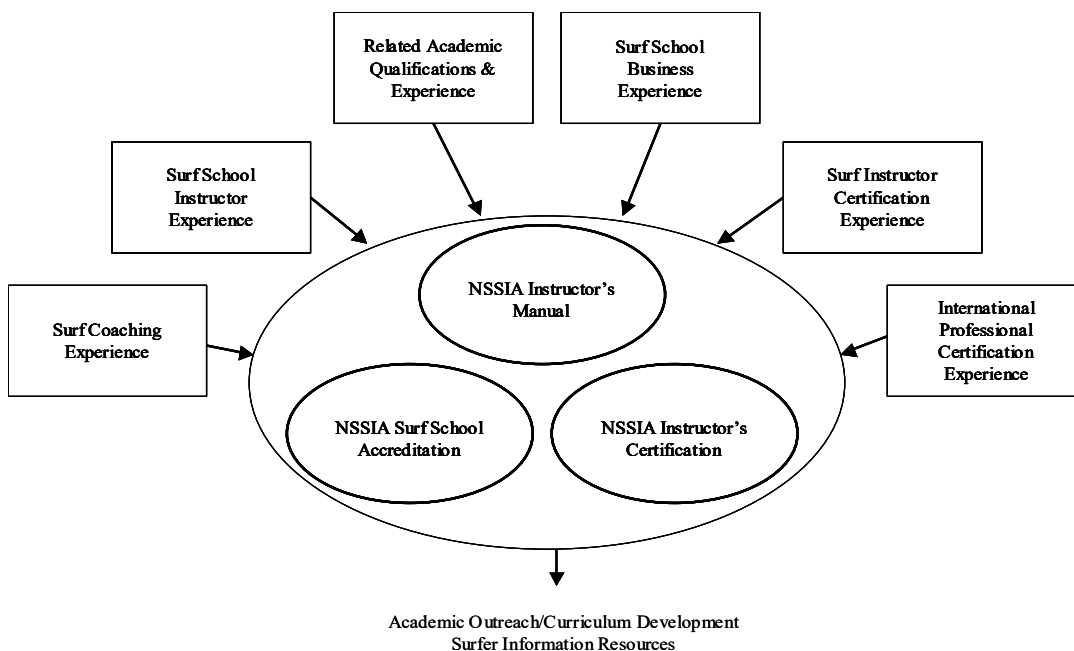 Related Academic
Qualifications &
Experience
Surf School
Business
Experience
Surf School
Instructor
Experience
Surf Instructor
Certification
Experience
Surf Coaching
Experience
International
Professional
Certification
Experience
NSSIA Instructor’s
Manual
NSSIA Surf School
Accreditation
NSSIA Instructor’s
Certification
Academic Outreach/Curriculum Development
Surfer Information Resources